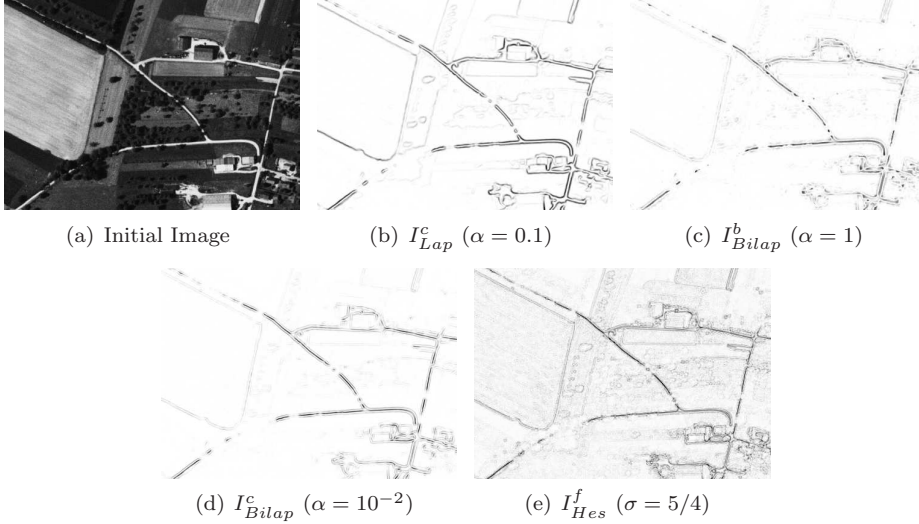 (a) Initial Image
(b) I^c_{Lap} (α = 0.1)
(c) I^b_{Bilap} (α = 1)
(d) I^c_{Bilap} (α = 10^{-2})
(e) I^f_{Hes} (σ = 5/4)